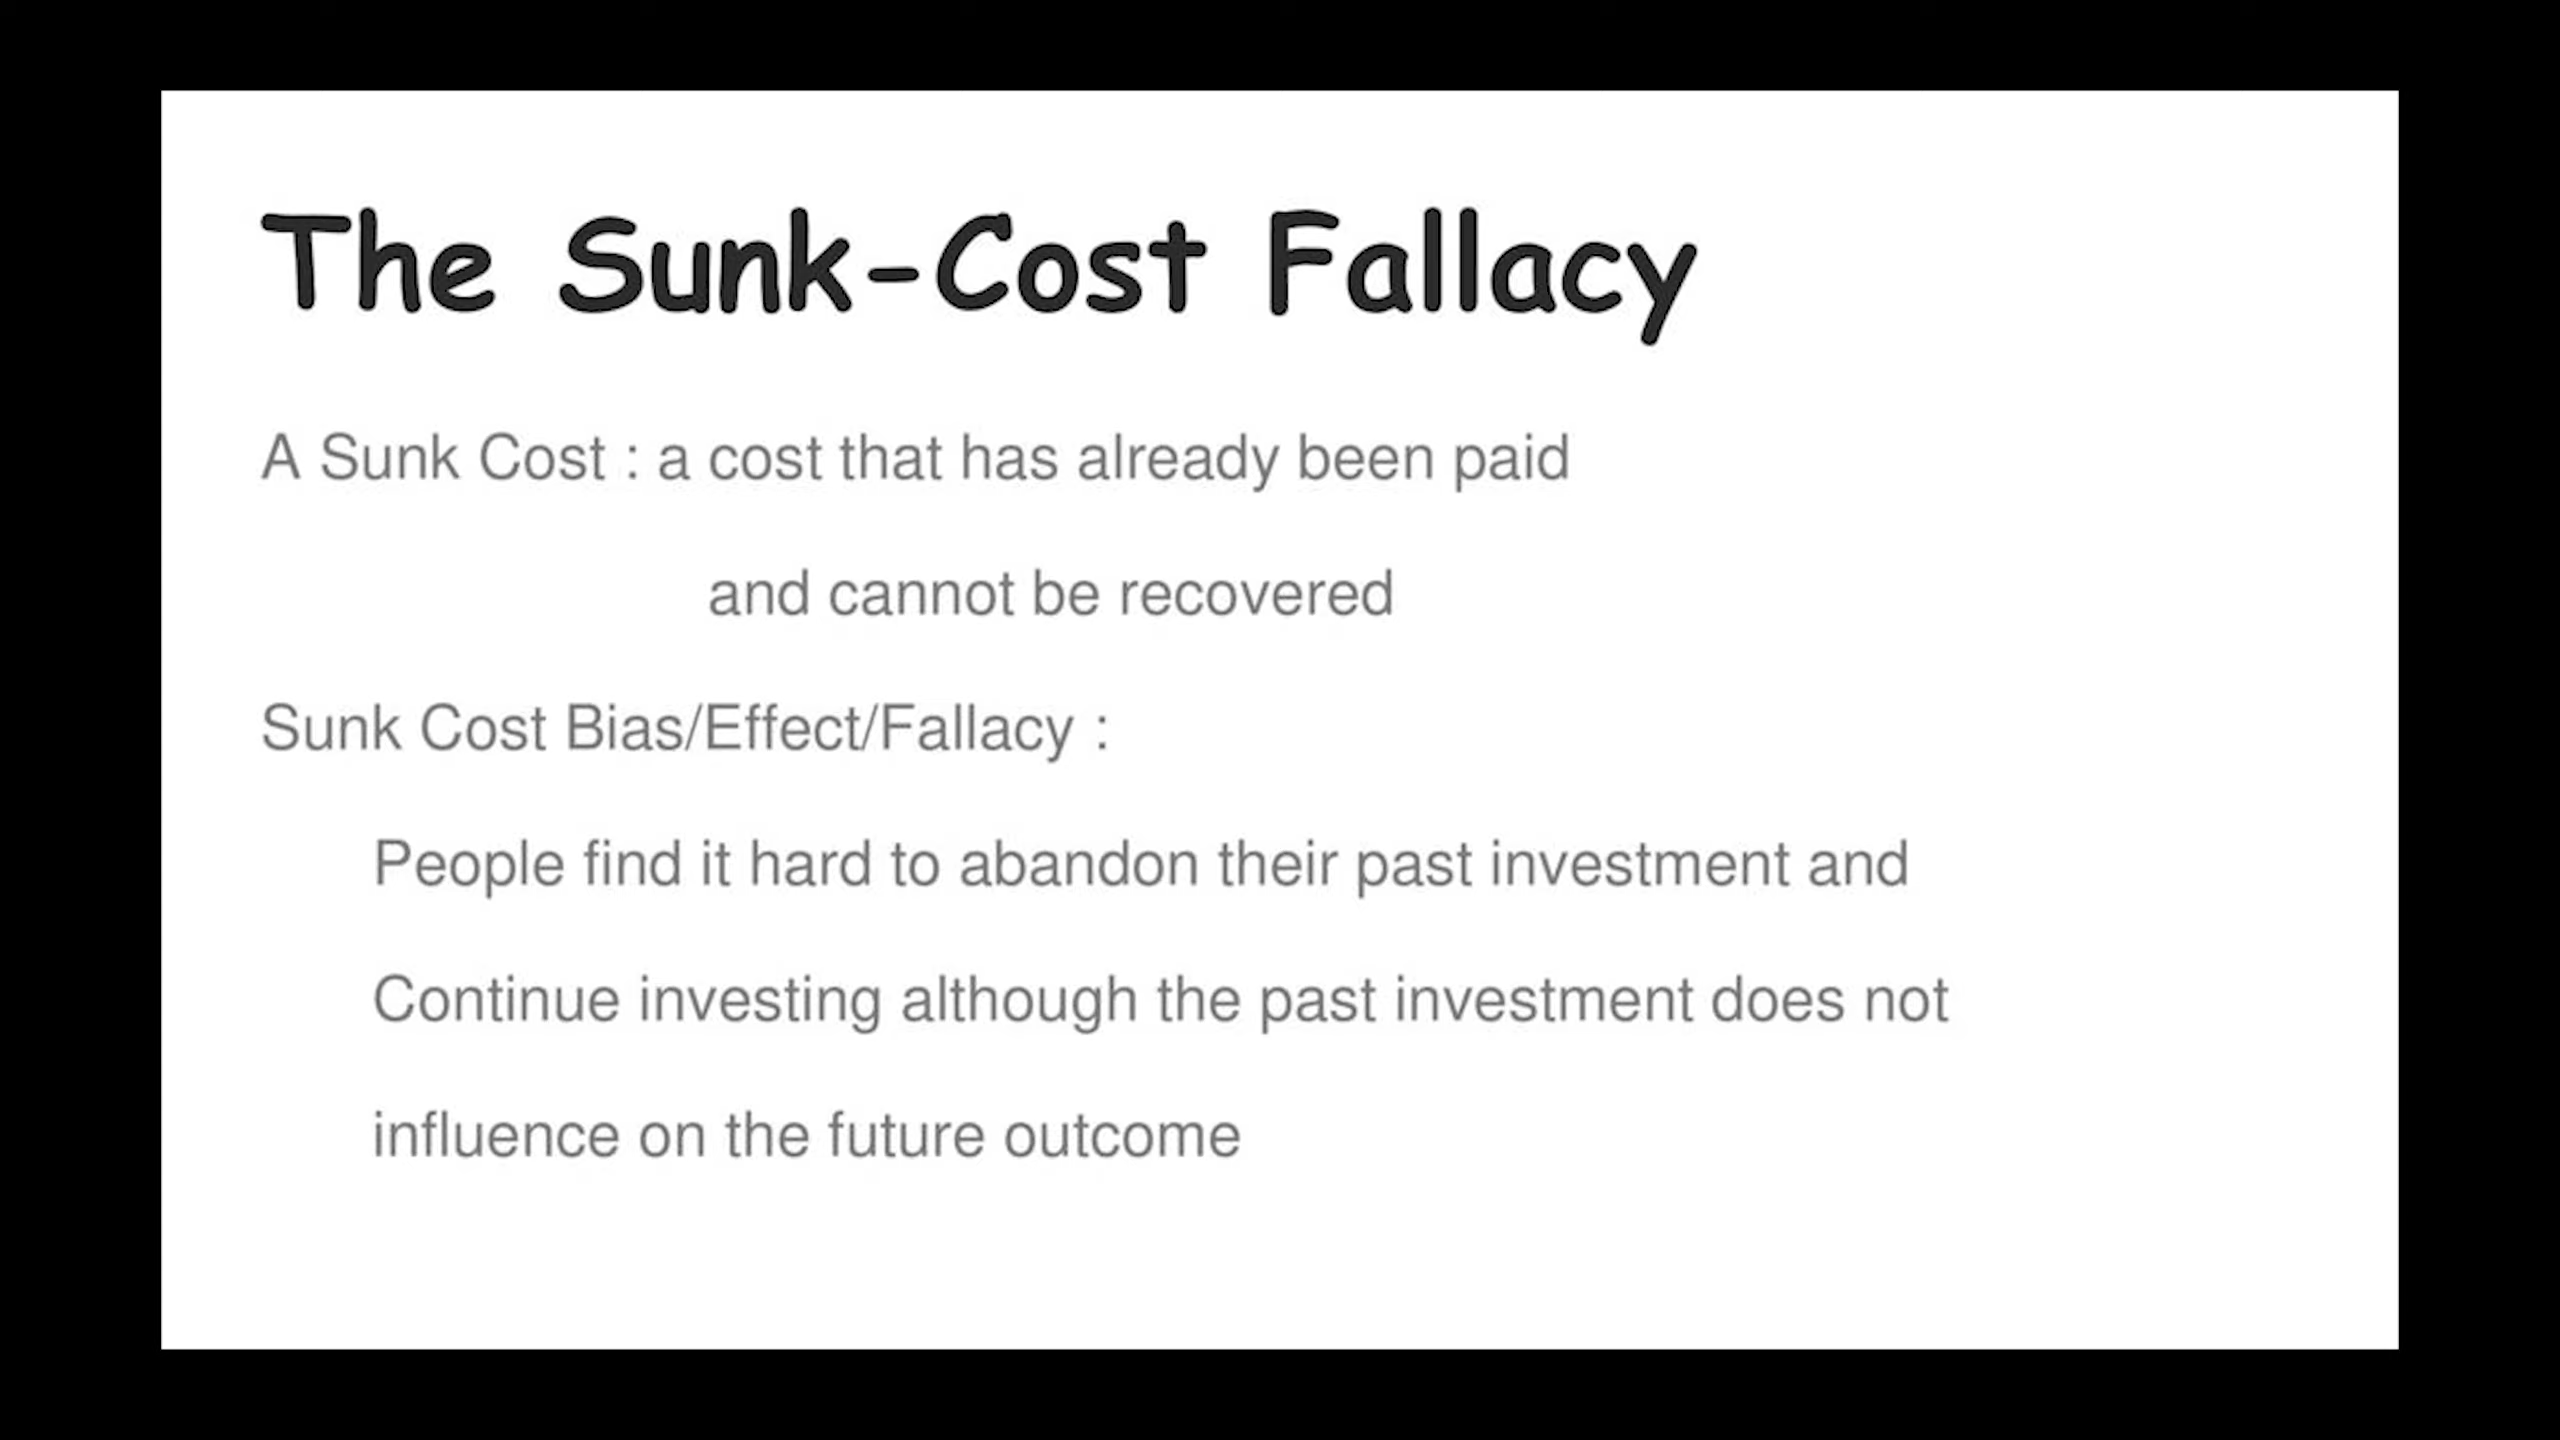 The Sunk-Cost Fallacy
A Sunk Cost : a cost that has already been paid
and cannot be recovered
Sunk Cost Bias/Effect/Fallacy :
People find it hard to abandon their past investment and
Continue investing although the past investment does not
influence on the future outcome